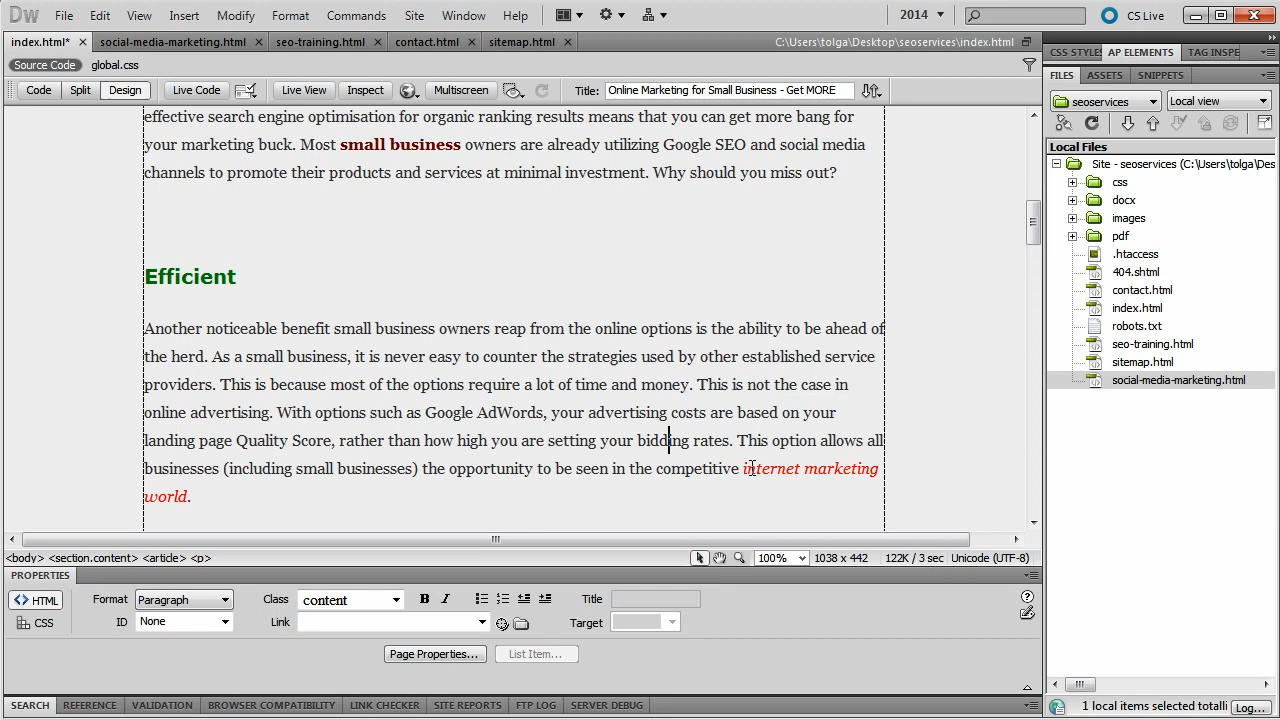 Dw File Edit View Insert Modify Format Commands Site Window Help 2014 CS Live
index.html* social-media-marketing.html seo-training.html contact.html sitemap.html C:\Users\tolga\Desktop\seoservices\index.html
CSS STYLES AP ELEMENTS TAG INSPE
Source Code global.css
FILES ASSETS SNIPPETS
Code Split Design Live Code Live View Inspect Multiscreen Title: Online Marketing for Small Business - Get MORE
seoservices Local view
effective search engine optimisation for organic ranking results means that you can get more bang for
your marketing buck. Most small business owners are already utilizing Google SEO and social media
channels to promote their products and services at minimal investment. Why should you miss out?
Efficient
Another noticeable benefit small business owners reap from the online options is the ability to be ahead of
the herd. As a small business, it is never easy to counter the strategies used by other established service
providers. This is because most of the options require a lot of time and money. This is not the case in
online advertising. With options such as Google AdWords, your advertising costs are based on your
landing page Quality Score, rather than how high you are setting your bidding rates. This option allows all
businesses (including small businesses) the opportunity to be seen in the competitive internet marketing
world.
Local Files
Site - seoservices (C:\Users\tolga\Des
css
docx
images
pdf
.htaccess
404.shtml
contact.html
index.html
robots.txt
seo-training.html
sitemap.html
social-media-marketing.html
<body> <section.content> <article> <p> 100% 1038 x 442 122K / 3 sec Unicode (UTF-8)
PROPERTIES
HTML Format Paragraph Class content B I Title
CSS ID None Link Target
Page Properties... List Item...
SEARCH REFERENCE VALIDATION BROWSER COMPATIBILITY LINK CHECKER SITE REPORTS FTP LOG SERVER DEBUG
1 local items selected totalli Log...